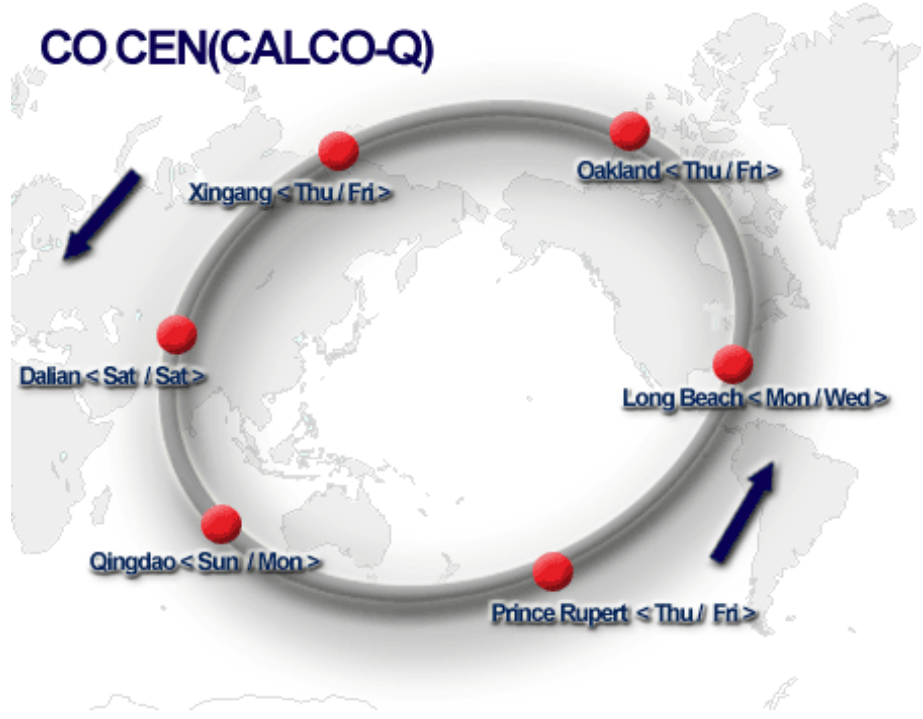 CO CEN(CALCO-Q)
Oakland < Thu / Fri >
Xingang < Thu / Fri >
Dalian < Sat / Sat >
Long Beach < Mon / Wed >
Qingdao < Sun / Mon >
Prince Rupert < Thu / Fri >